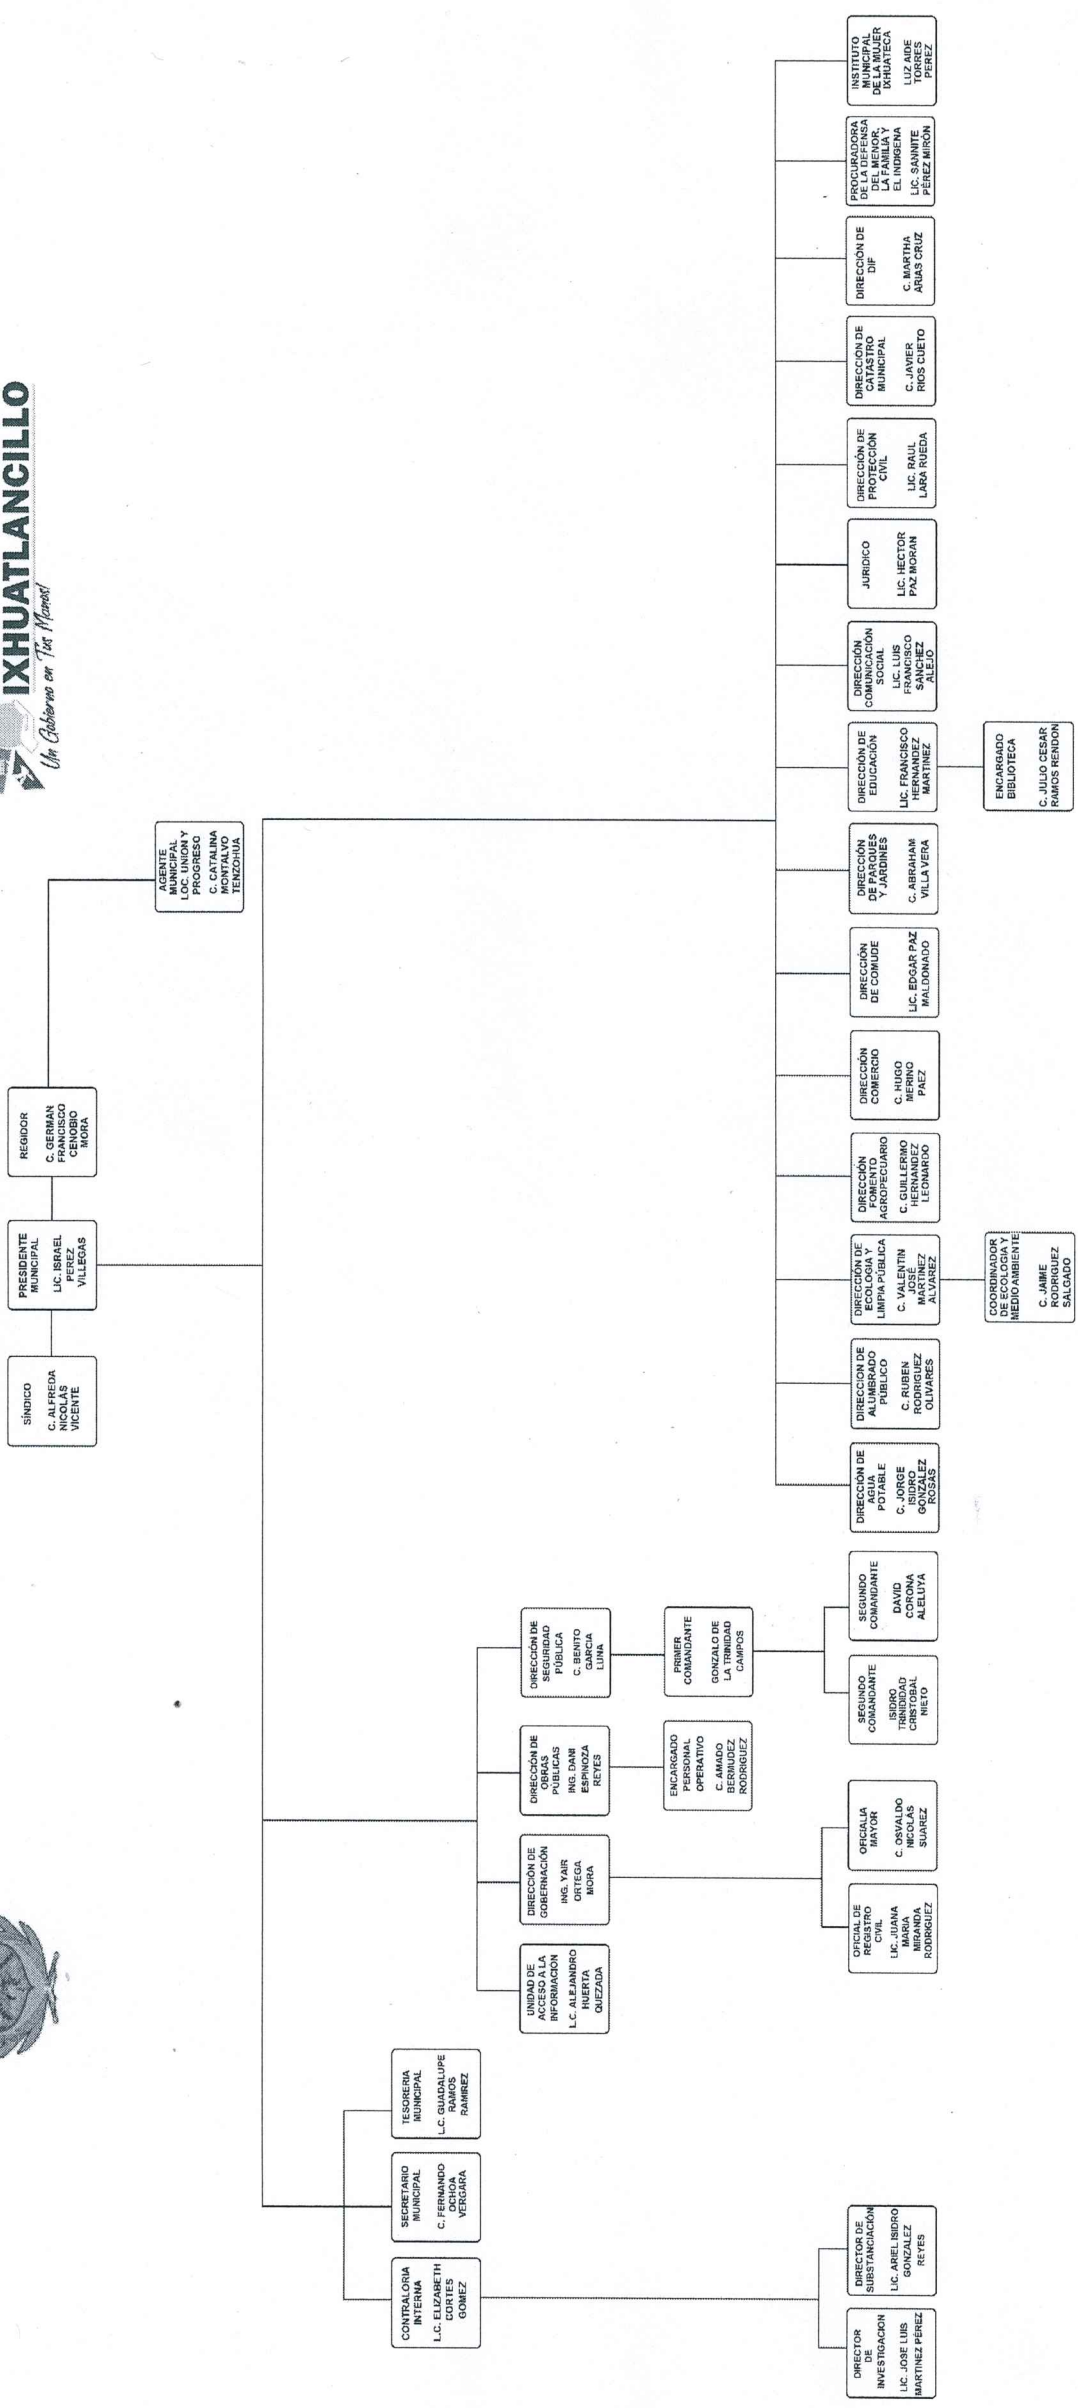 IXHUATLANCILLO
Un Gobierno en Tus Manos!
SÍNDICO
C. ALFREDA
NICOLÁS
VICENTE
PRESIDENTE
MUNICIPAL
LIC. ISRAEL
PEREZ
VILLEGAS
REGIDOR
C. GERMAN
FRANCISCO
CENOBIO
MORA
AGENTE
MUNICIPAL
LOC. UNION Y
PROGRESO
C. CATALINA
MONTALVO
TENZOHUA
CONTRALORIA
INTERNA
L.C. ELIZABETH
CORTES
GOMEZ
SECRETARIO
MUNICIPAL
C. FERNANDO
OCHOA
VERGARA
TESORERIA
MUNICIPAL
L.C. GUADALUPE
RAMOS
RAMIREZ
UNIDAD DE
ACCESO A LA
INFORMACIÓN
L.C. ALEJANDRO
HUERTA
QUEZADA
DIRECCIÓN DE
GOBERNACIÓN
ING. YAIR
ORTEGA
MORA
DIRECCIÓN DE
OBRAS
PÚBLICAS
ING. DANI
ESPINOZA
REYES
DIRECCIÓN DE
SEGURIDAD
PÚBLICA
C. BENITO
GARCIA
LUNA
ENCARGADO
PERSONAL
OPERATIVO
C. AMADO
BERMUDEZ
RODRIGUEZ
PRIMER
COMANDANTE
GONZALO DE
LA TRINIDAD
CAMPOS
DIRECTOR
DE
INVESTIGACION
LIC. JOSE LUIS
MARTINEZ PÉREZ
DIRECTOR DE
SUBSTANCIACIÓN
LIC. ARIEL ISIDRO
GONZALEZ
REYES
OFICIAL DE
REGISTRO
CIVIL
LIC. JUANA
MARIA
MIRANDA
RODRIGUEZ
OFICIALIA
MAYOR
C. OSVALDO
NICOLÁS
SUAREZ
SEGUNDO
COMANDANTE
ISIDRO
TRINIDIDAD
CRISTOBAL
NIETO
SEGUNDO
COMANDANTE
DAVID
CORONA
ALELUYA
DIRECCIÓN DE
AGUA
POTABLE
C. JORGE
ISIDRO
GONZALEZ
ROSAS
DIRECCION DE
ALUMBRADO
PÚBLICO
C. RUBEN
RODRIGUEZ
OLIVARES
DIRECCIÓN DE
ECOLOGIA Y
LIMPIA PÚBLICA
C. VALENTIN
JOSÉ
MARTINEZ
ALVAREZ
DIRECCIÓN
FOMENTO
AGROPECUARIO
C. GUILLERMO
HERNANDEZ
LEONARDO
DIRECCIÓN
COMERCIO
C. HUGO
MERINO
PAEZ
DIRECCIÓN
DE COMUDE
LIC. EDGAR PAZ
MALDONADO
DIRECCIÓN
DE PARQUES
Y JARDINES
C. ABRAHAM
VILLA VERA
DIRECCIÓN DE
EDUCACIÓN
LIC. FRANCISCO
HERNANDEZ
MARTINEZ
DIRECCIÓN
COMUNICACIÓN
SOCIAL
LIC. LUIS
FRANCISCO
SANCHEZ
ALEJO
JURIDICO
LIC. HECTOR
PAZ MORAN
DIRECCIÓN DE
PROTECCIÓN
CIVIL
LIC. RAUL
LARA RUEDA
DIRECCIÓN DE
CATASTRO
MUNICIPAL
C. JAVIER
RIOS CUETO
DIRECCIÓN DE
DIF
C. MARTHA
ARIAS CRUZ
PROCURADORA
DE LA DEFENSA
DEL MENOR,
LA FAMILIA Y
EL INDIGENA
LIC. SANNITE
PÉREZ MIRÓN
INSTITUTO
MUNICIPAL
DE LA MUJER
IXHUATECA
LUZ AIDE
TORRES
PEREZ
COORDINADOR
DE ECOLOGIA Y
MEDIO AMBIENTE
C. JAIME
RODRIGUEZ
SALGADO
ENCARGADO
BIBLIOTECA
C. JULIO CESAR
RAMOS RENDON